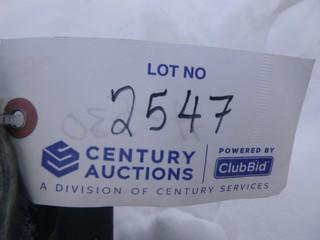 LOT NO
2547
CENTURY AUCTIONS
POWERED BY
ClubBid
A DIVISION OF CENTURY SERVICES